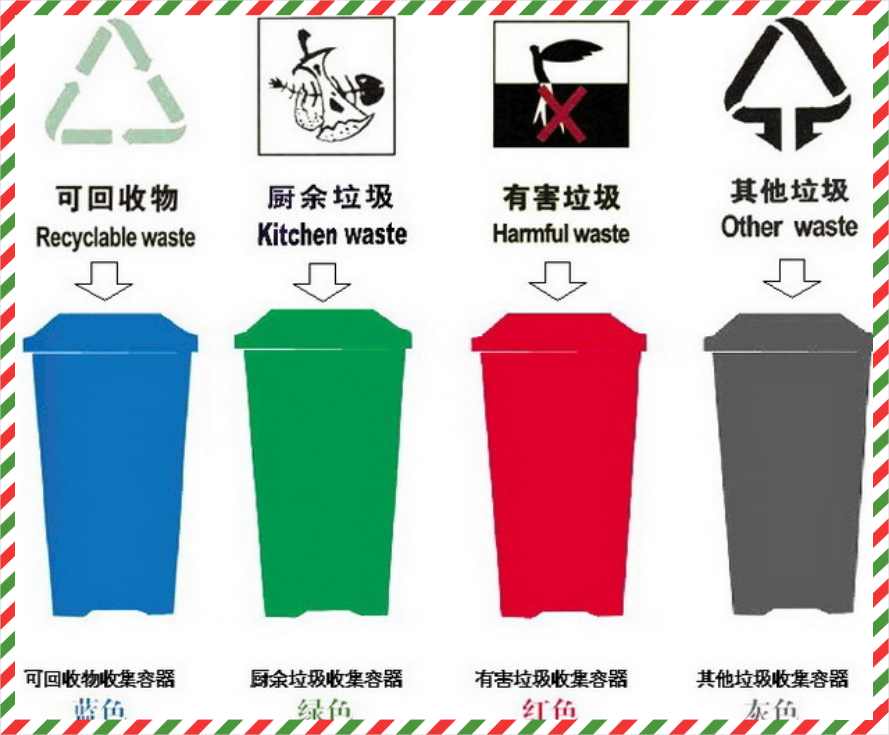 可回收物
Recyclable waste
厨余垃圾
Kitchen waste
有害垃圾
Harmful waste
其他垃圾
Other waste
可回收物收集容器
蓝色
厨余垃圾收集容器
绿色
有害垃圾收集容器
红色
其他垃圾收集容器
灰色